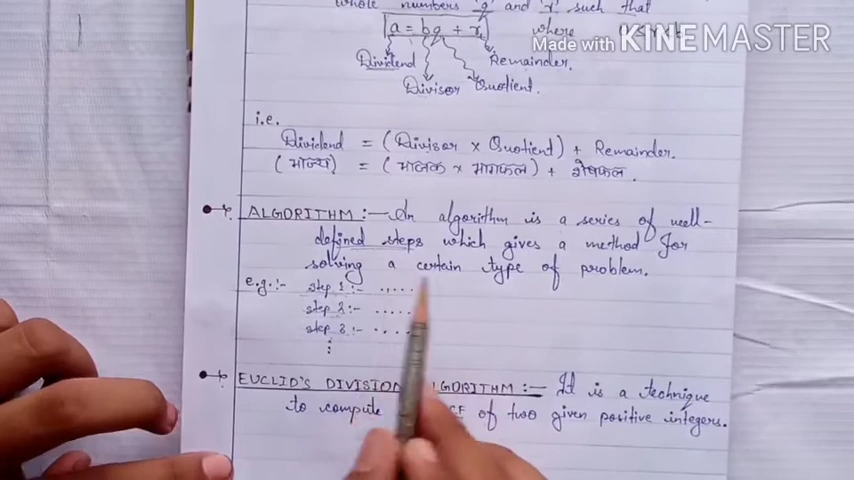 whole numbers 'q' and 'r' such that
a = bq + r, where
Made with KINEMASTER
Dividend Remainder.
Divisor Quotient.
i.e.
Dividend = (Divisor × Quotient) + Remainder.
(भाज्य) = (भाजक × भागफल) + शेषफल.
ALGORITHM :— An algorithm is a series of well-
defined steps which gives a method for
solving a certain type of problem.
e.g.:- step 1:- .....
step 2:- .....
step 3:- .....
EUCLID'S DIVISION ALGORITHM :— It is a technique
to compute of two given positive integers.